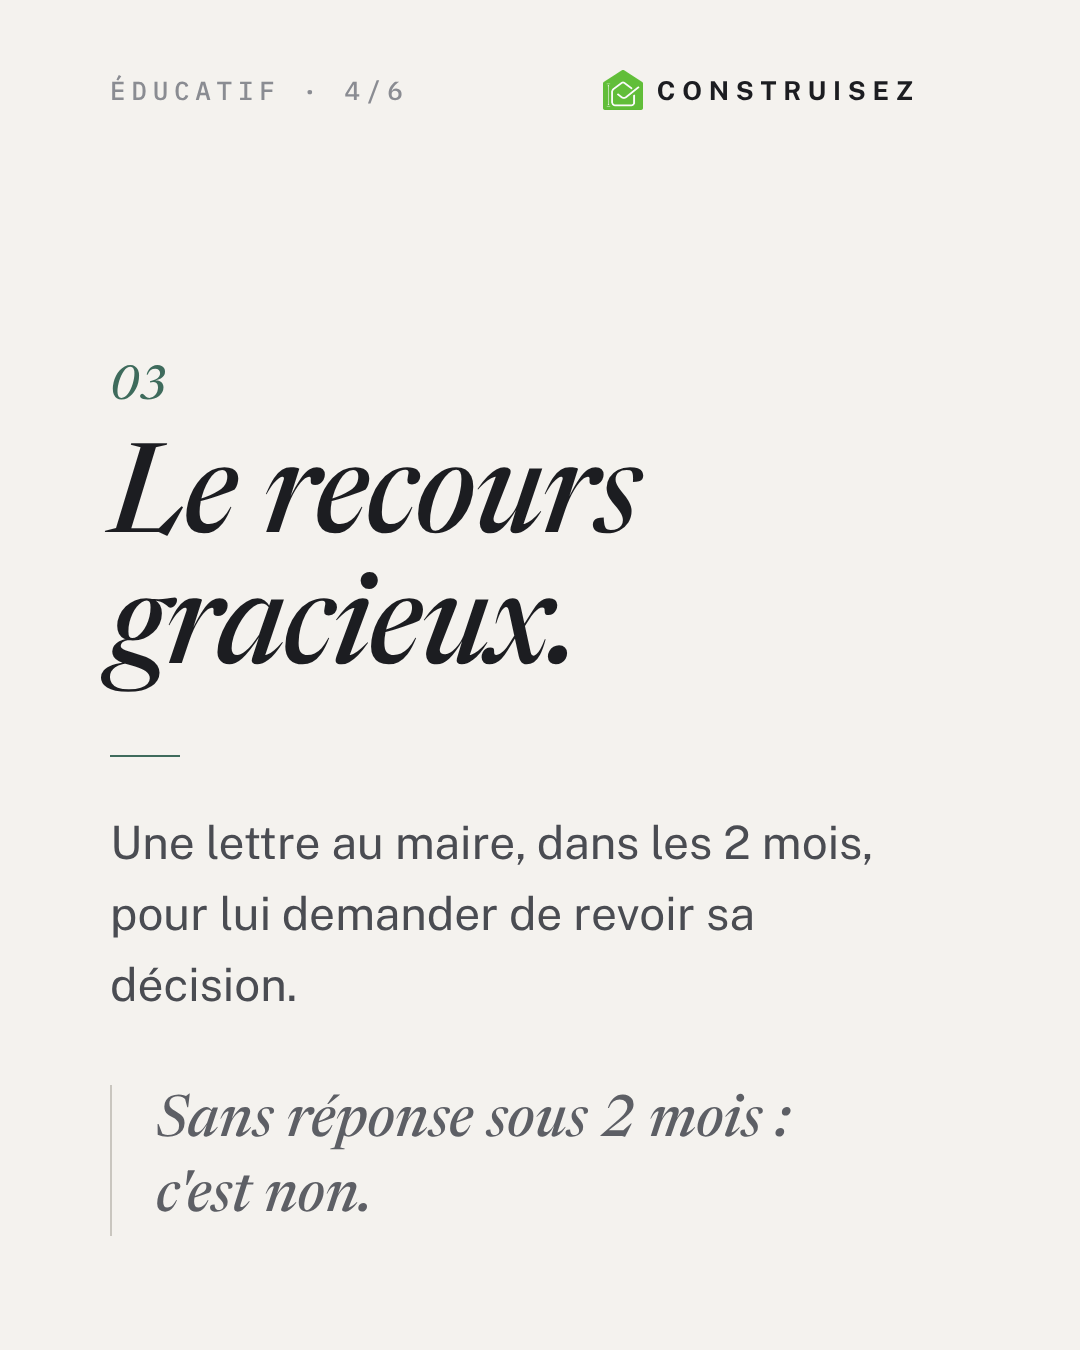 ÉDUCATIF · 4/6
CONSTRUISEZ
03
Le recours
gracieux.
Une lettre au maire, dans les 2 mois,
pour lui demander de revoir sa
décision.
Sans réponse sous 2 mois :
c'est non.